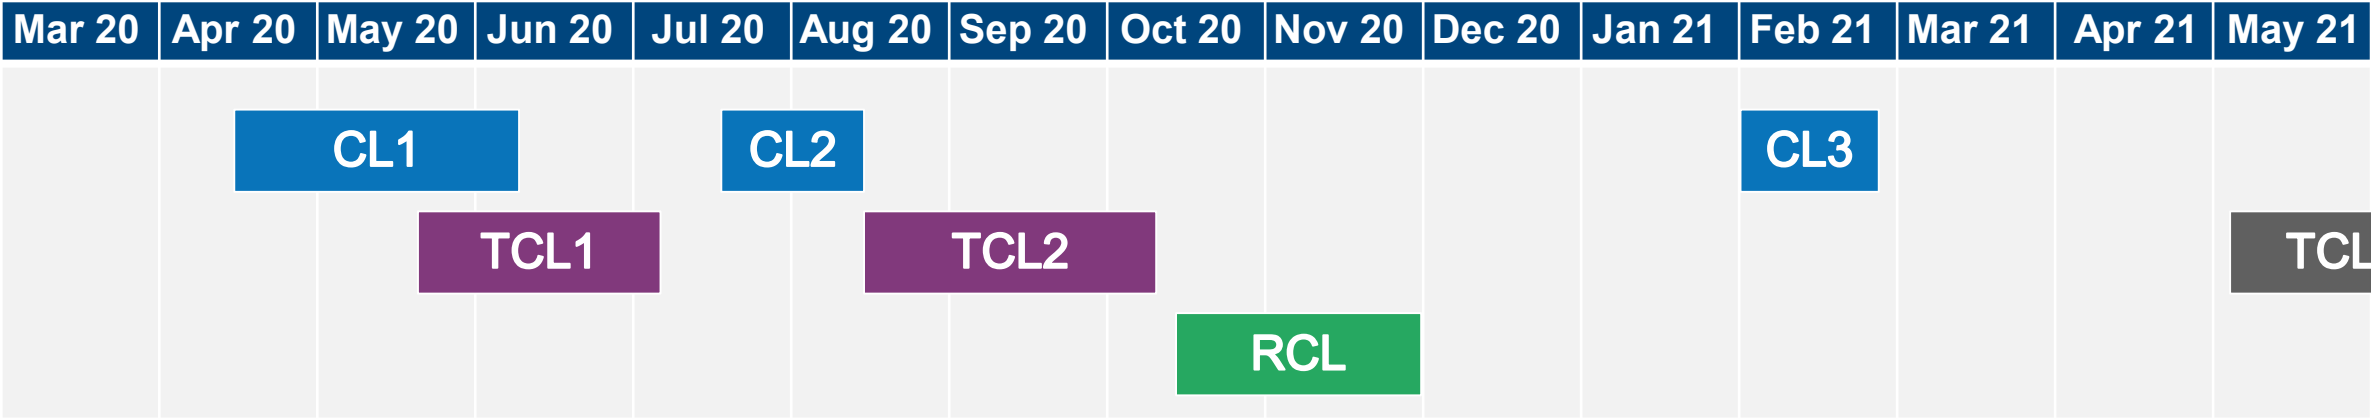 Mar 20 Apr 20 May 20 Jun 20 Jul 20 Aug 20 Sep 20 Oct 20 Nov 20 Dec 20 Jan 21 Feb 21 Mar 21 Apr 21 May 21
CL1 CL2 CL3
TCL1 TCL2 TCL
RCL